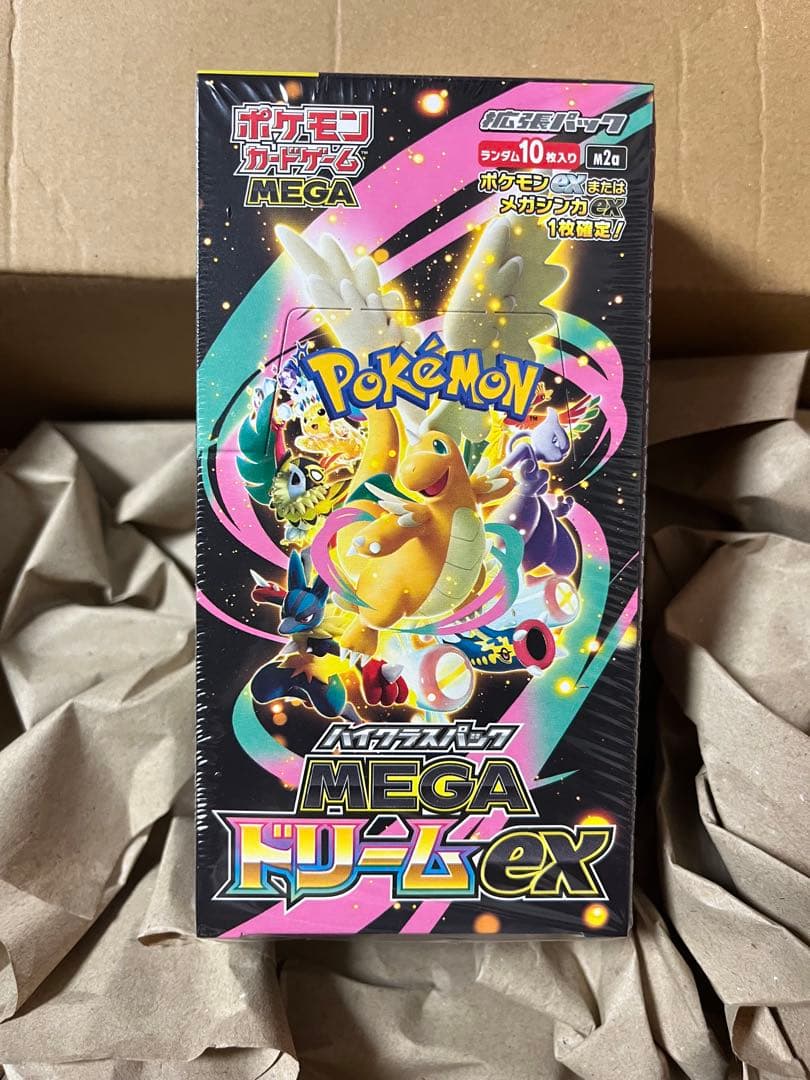 ポケモン
カードゲーム
MEGA
拡張パック
ランダム10枚入り M2a
ポケモンexまたは
メガシンカex
1枚確定!
POKéMON
ハイクラスパック
MEGA
ドリームex